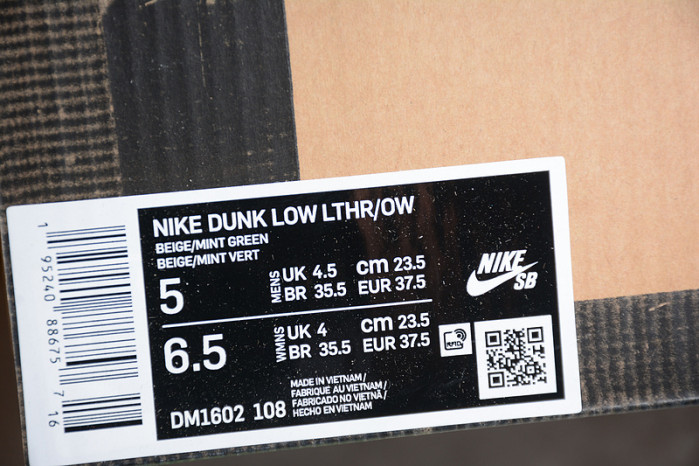 NIKE DUNK LOW LTHR/OW
BEIGE/MINT GREEN
BEIGE/MINT VERT
5
MENS
UK 4.5 cm 23.5
BR 35.5 EUR 37.5
6.5
WMNS
UK 4 cm 23.5
BR 35.5 EUR 37.5
NIKE
SB
RFID
MADE IN VIETNAM/
FABRIQUE AU VIETNAM/
FABRICADO NO VIETNÃ/
HECHO EN VIETNAM
DM1602 108
1 95240 88675 7 16